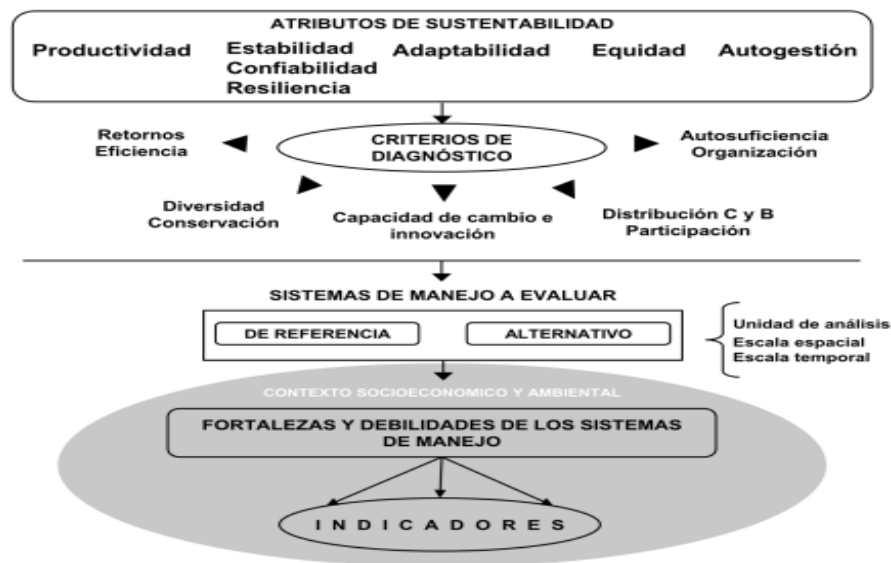 ATRIBUTOS DE SUSTENTABILIDAD
Productividad
Estabilidad
Confiabilidad
Resiliencia
Adaptabilidad
Equidad
Autogestión
Retornos
Eficiencia
CRITERIOS DE
DIAGNÓSTICO
Autosuficiencia
Organización
Diversidad
Conservación
Capacidad de cambio e
innovación
Distribución C y B
Participación
SISTEMAS DE MANEJO A EVALUAR
DE REFERENCIA
ALTERNATIVO
Unidad de análisis
Escala espacial
Escala temporal
CONTEXTO SOCIOECONOMICO Y AMBIENTAL
FORTALEZAS Y DEBILIDADES DE LOS SISTEMAS
DE MANEJO
I N D I C A D O R E S